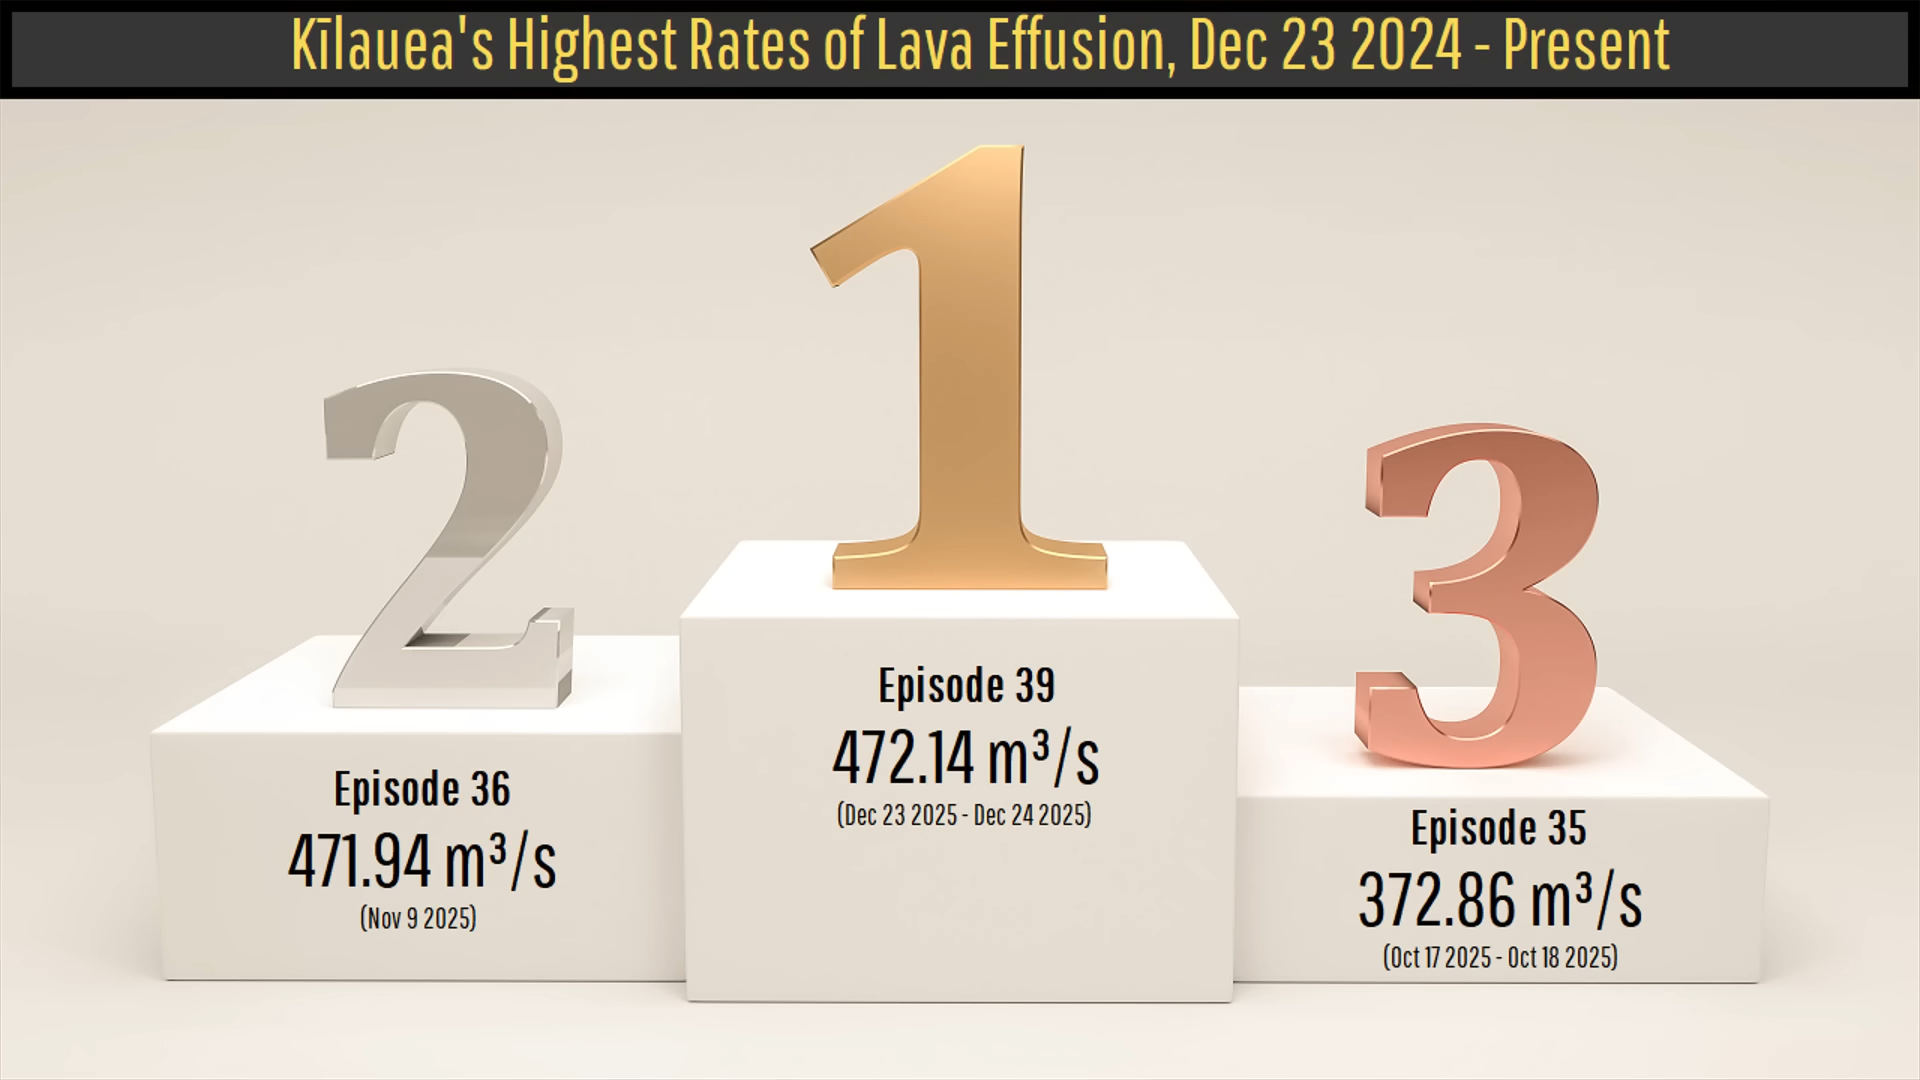 Kīlauea's Highest Rates of Lava Effusion, Dec 23 2024 - Present
2
Episode 36
471.94 m³/s
(Nov 9 2025)
1
Episode 39
472.14 m³/s
(Dec 23 2025 - Dec 24 2025)
3
Episode 35
372.86 m³/s
(Oct 17 2025 - Oct 18 2025)